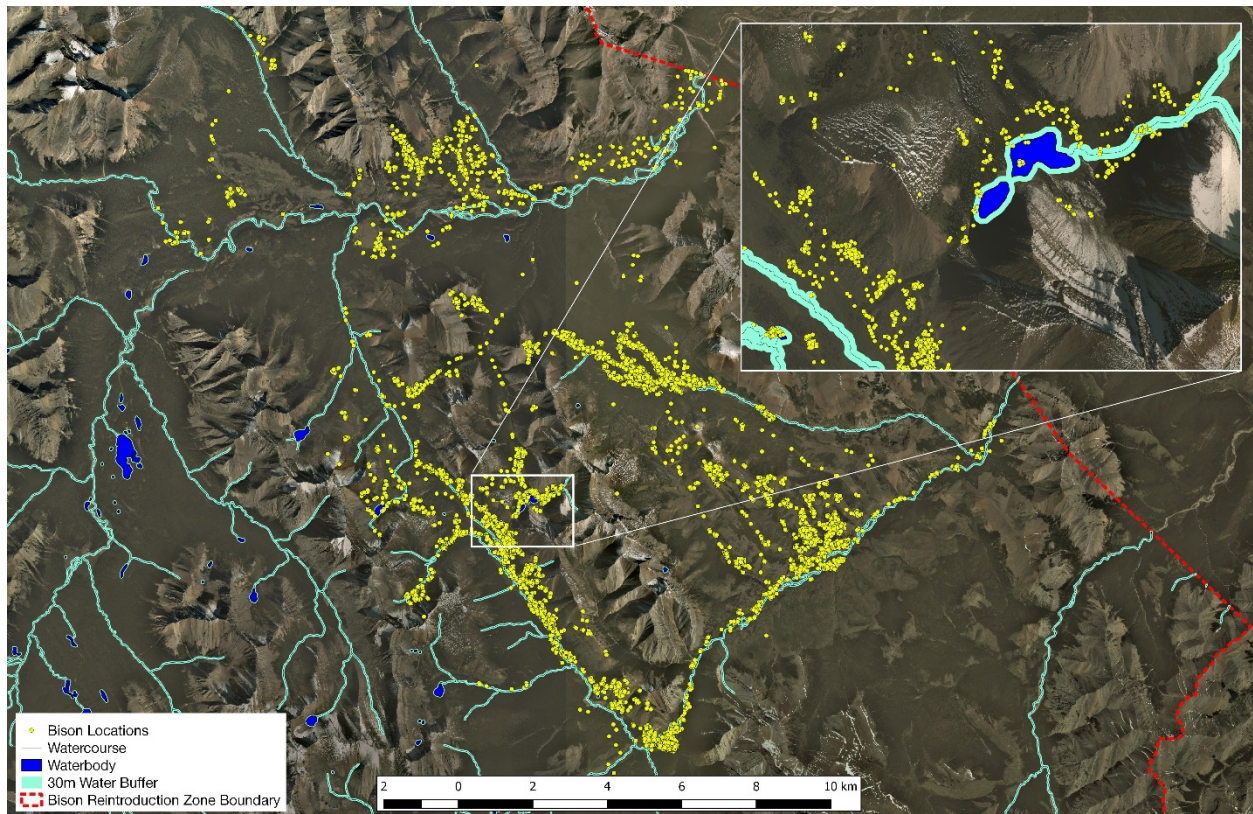 Bison Locations
Watercourse
Waterbody
30m Water Buffer
Bison Reintroduction Zone Boundary
2 0 2 4 6 8 10 km